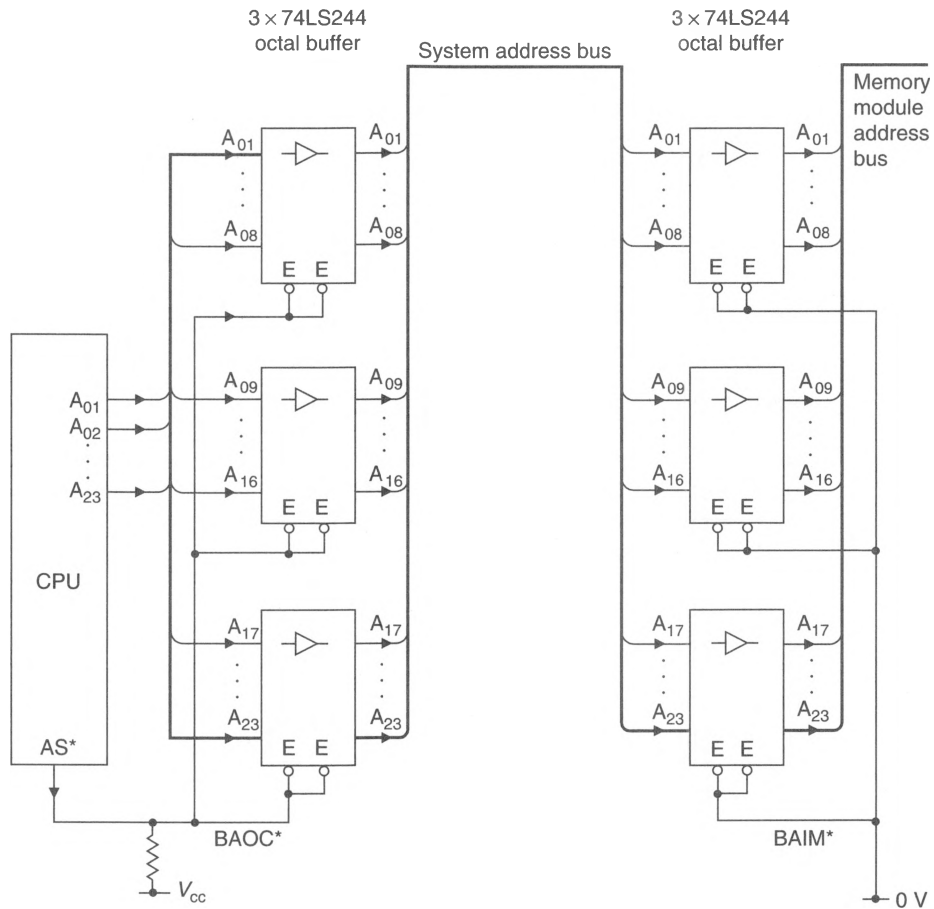 3 × 74LS244
octal buffer
3 × 74LS244
octal buffer
System address bus
Memory
module
address
bus
A01
A01
A08
A08
E E
A01
A01
A08
A08
E E
CPU
A01
A02
A23
AS*
A09
A09
A16
A16
E E
A09
A09
A16
A16
E E
A17
A17
A23
A23
E E
A17
A17
A23
A23
E E
BAOC*
BAIM*
Vcc
0 V